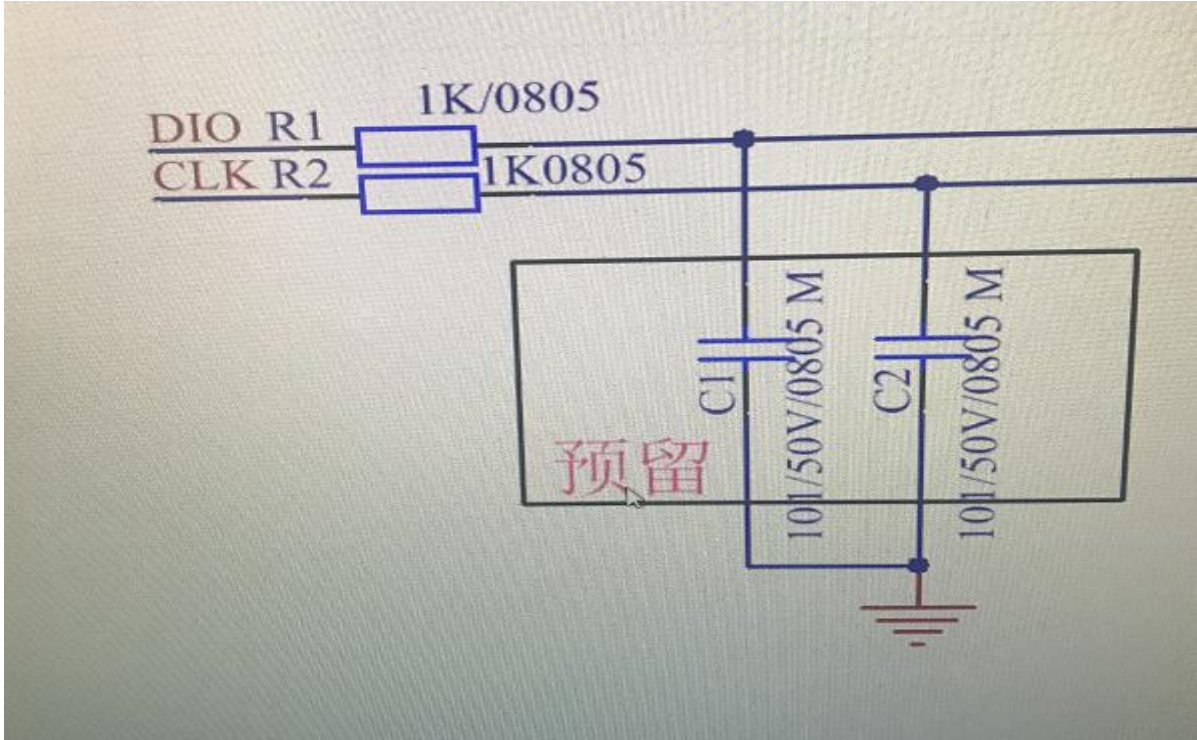 1K/0805
DIO R1
CLK R2
1K0805
C1
101/50V/0805 M
C2
101/50V/0805 M
预留